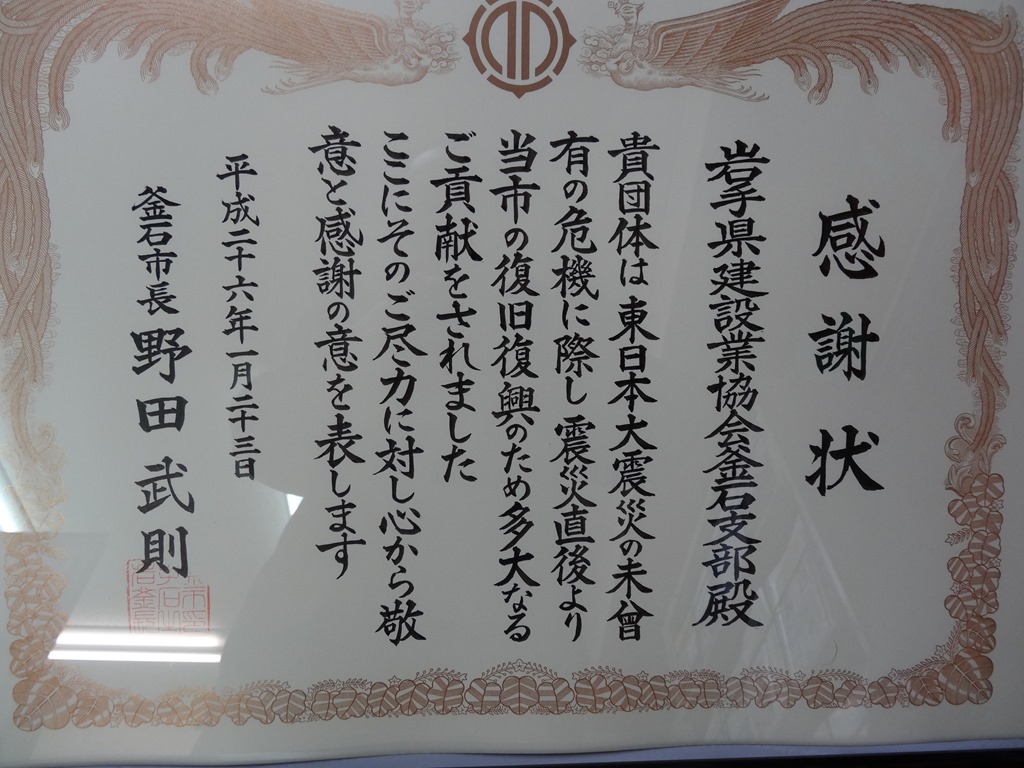 感謝状
岩手県建設業協会釜石支部殿
貴団体は東日本大震災の未曾
有の危機に際し震災直後より
当市の復旧復興のため多大なる
ご貢献をされました
ここにそのご尽力に対し心から敬
意と感謝の意を表します
平成二十六年一月二十三日
釜石市長 野田武則